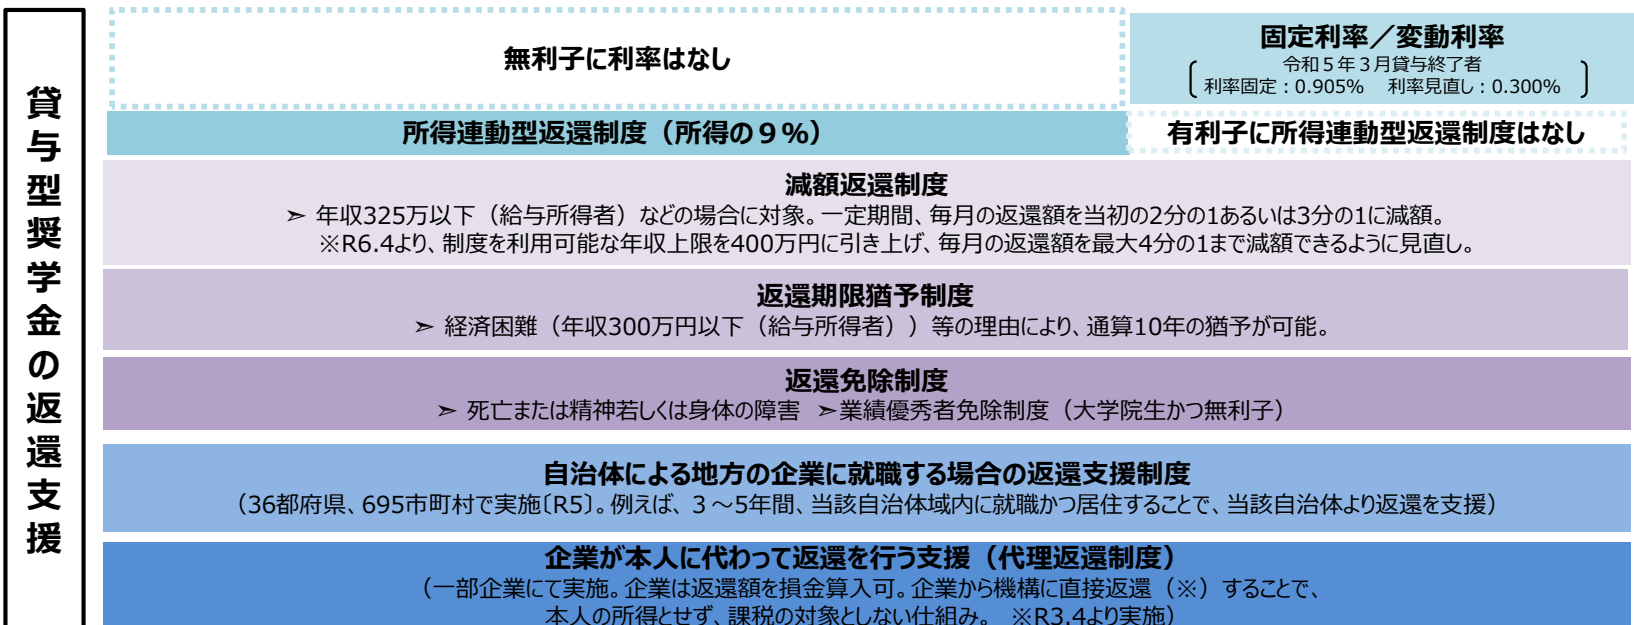 貸与型奨学金の返還支援
無利子に利率はなし
固定利率／変動利率
令和５年３月貸与終了者
利率固定：0.905%　利率見直し：0.300%
所得連動型返還制度（所得の９％）
有利子に所得連動型返還制度はなし
減額返還制度
➣ 年収325万以下（給与所得者）などの場合に対象。一定期間、毎月の返還額を当初の2分の1あるいは3分の1に減額。
※R6.4より、制度を利用可能な年収上限を400万円に引き上げ、毎月の返還額を最大4分の1まで減額できるように見直し。
返還期限猶予制度
➣ 経済困難（年収300万円以下（給与所得者））等の理由により、通算10年の猶予が可能。
返還免除制度
➣ 死亡または精神若しくは身体の障害　➣業績優秀者免除制度（大学院生かつ無利子）
自治体による地方の企業に就職する場合の返還支援制度
（36都府県、695市町村で実施〔R5〕。例えば、３～5年間、当該自治体域内に就職かつ居住することで、当該自治体より返還を支援）
企業が本人に代わって返還を行う支援（代理返還制度）
（一部企業にて実施。企業は返還額を損金算入可。企業から機構に直接返還（※）することで、
本人の所得とせず、課税の対象としない仕組み。　※R3.4より実施）